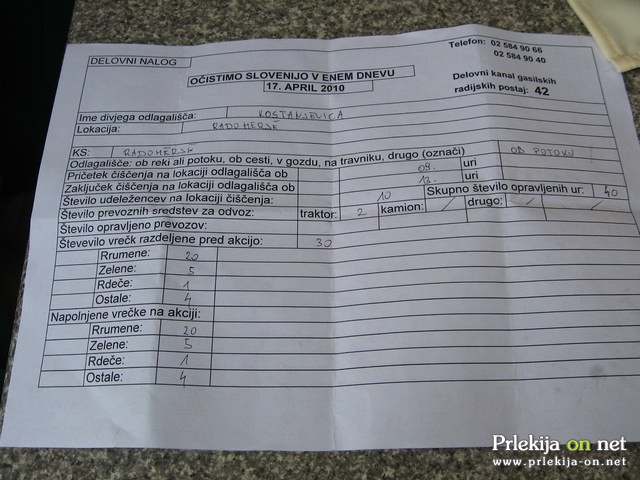 DELOVNI NALOG
Telefon: 02 584 90 66
02 584 90 40
OČISTIMO SLOVENIJO V ENEM DNEVU
17. APRIL 2010
Delovni kanal gasilskih
radijskih postaj: 42
Ime divjega odlagališča: KOSTANJEVICA
Lokacija: RADOMERŠK
KS: RADOMERŠK
Odlagališče: ob reki ali potoku, ob cesti, v gozdu, na travniku, drugo (označi) OB POTOKU
Pričetek čiščenja na lokaciji odlagališča ob 09. uri
Zaključek čiščenja na lokaciji odlagališča ob 12. uri
Število udeležencev na lokaciji čiščenja: 10 Skupno število opravljenih ur: 40
Število prevoznih sredstev za odvoz: traktor: 2 kamion: / drugo: /
Število opravljeno prevozov:
Števevilo vrečk razdeljene pred akcijo: 30
Rrumene: 20
Zelene: 5
Rdeče: 1
Ostale: 4
Napolnjene vrečke na akciji:
Rrumene: 20
Zelene: 5
Rdeče: 1
Ostale: 4
Prlekija on net
www.prlekija-on.net